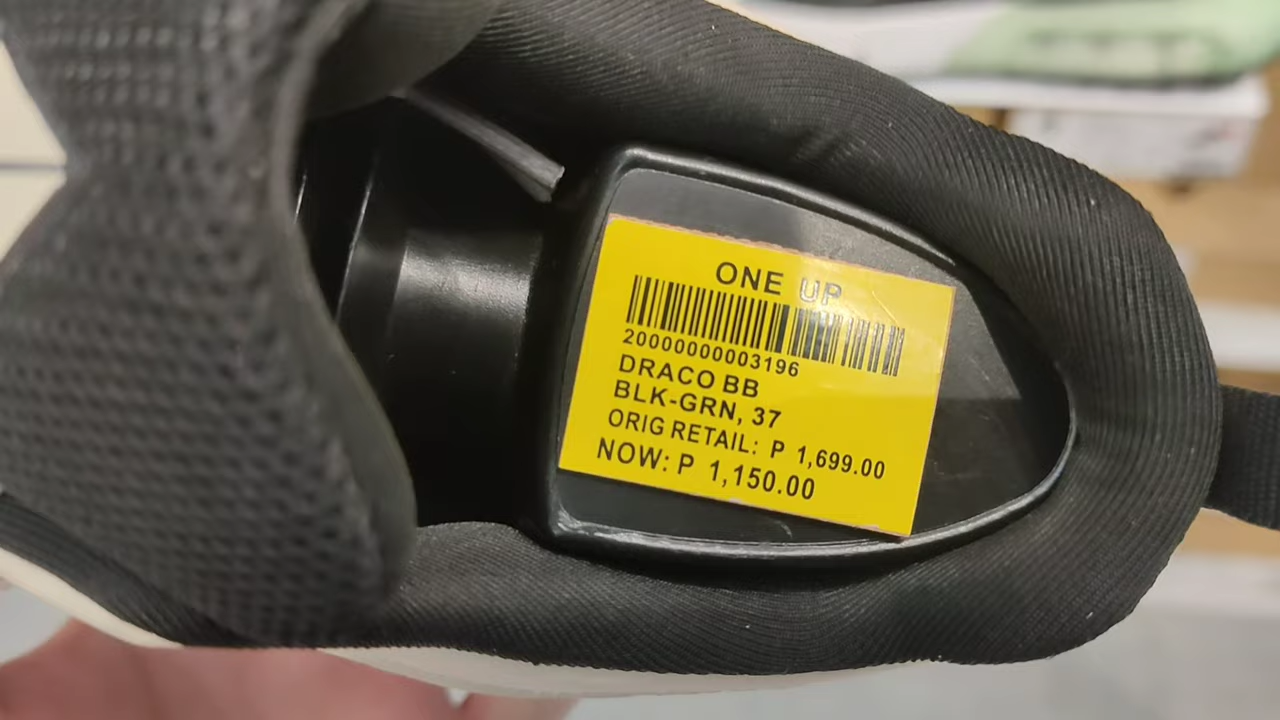 ONE UP
20000000003196
DRACO BB
BLK-GRN, 37
ORIG RETAIL: P 1,699.00
NOW: P 1,150.00